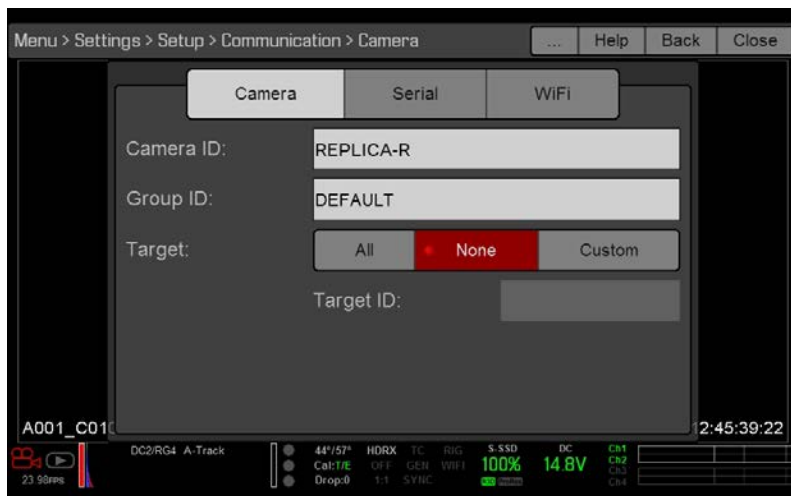 Menu > Settings > Setup > Communication > Camera ... Help Back Close
Camera Serial WiFi
Camera ID: REPLICA-R
Group ID: DEFAULT
Target: All None Custom
Target ID:
A001_C01 2:45:39:22
DC2/RG4 A-Track 44°/57° HDRX TC RIG S.SSD DC Ch1
Cal:T/E OFF GEN WIFI 100% 14.8V Ch2
Ch3
23 98FPS Drop:0 1:1 SYNC Ch4